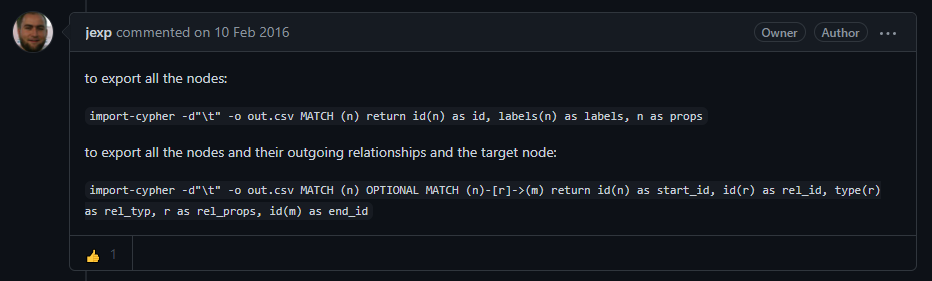 jexp commented on 10 Feb 2016
Owner
Author
to export all the nodes:
import-cypher -d"\t" -o out.csv MATCH (n) return id(n) as id, labels(n) as labels, n as props
to export all the nodes and their outgoing relationships and the target node:
import-cypher -d"\t" -o out.csv MATCH (n) OPTIONAL MATCH (n)-[r]->(m) return id(n) as start_id, id(r) as rel_id, type(r)
as rel_typ, r as rel_props, id(m) as end_id
👍 1